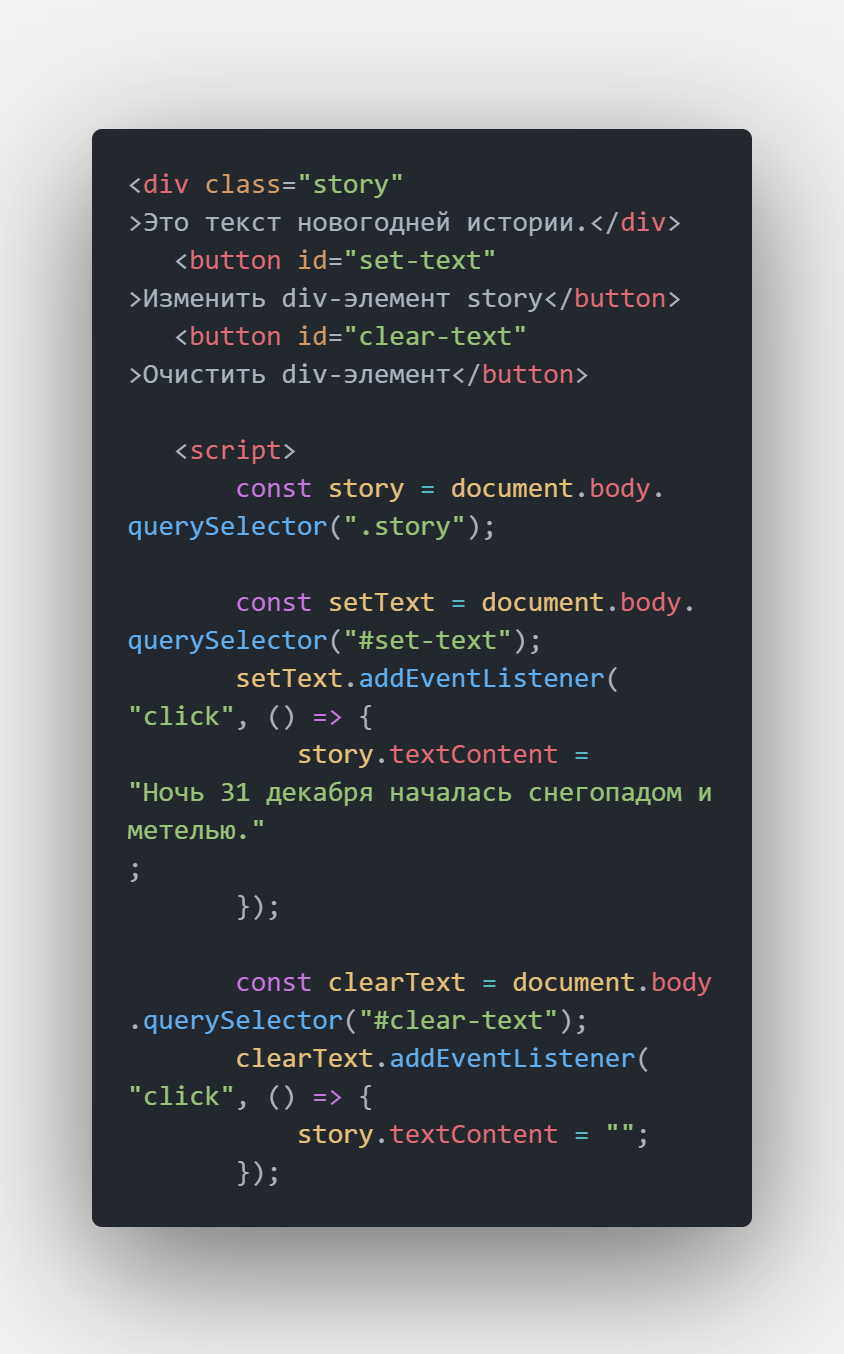 <div class="story"
>Это текст новогодней истории.</div>
   <button id="set-text"
>Изменить div-элемент story</button>
   <button id="clear-text"
>Очистить div-элемент</button>

   <script>
       const story = document.body.
querySelector(".story");

       const setText = document.body.
querySelector("#set-text");
       setText.addEventListener(
"click", () => {
           story.textContent =
"Ночь 31 декабря началась снегопадом и
метелью."
;
       });

       const clearText = document.body
.querySelector("#clear-text");
       clearText.addEventListener(
"click", () => {
           story.textContent = "";
       });